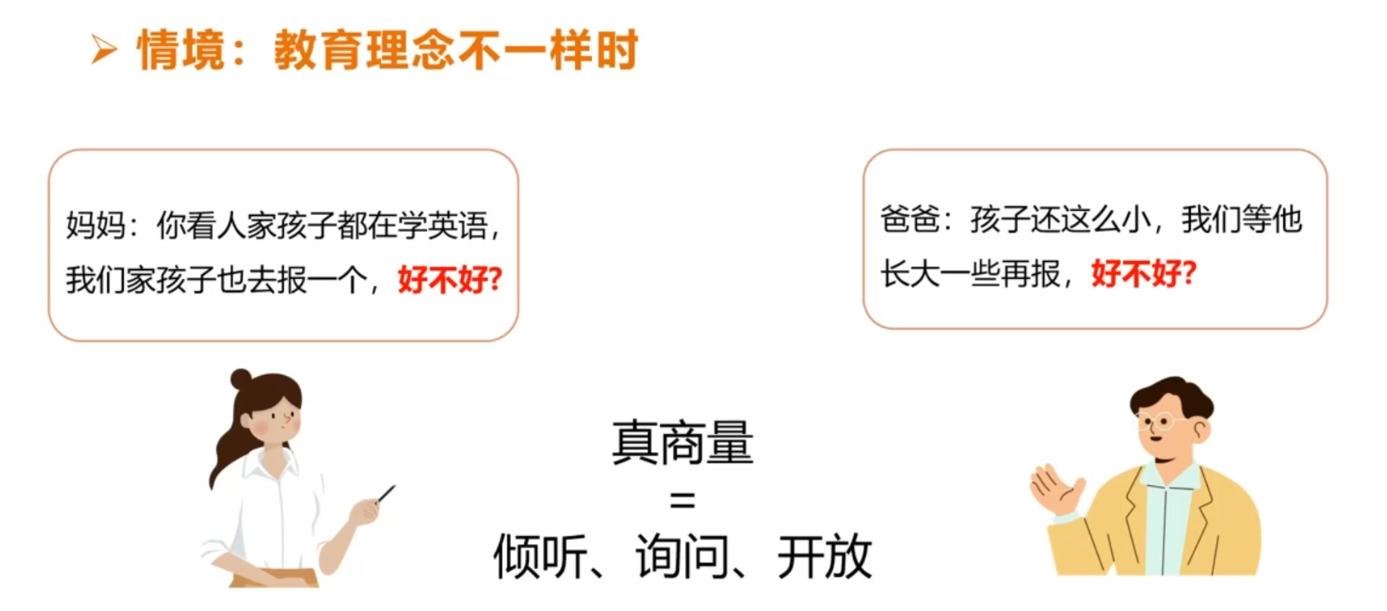 情境：教育理念不一样时
妈妈：你看人家孩子都在学英语，
我们家孩子也去报一个，好不好?
爸爸：孩子还这么小，我们等他
长大一些再报，好不好?
真商量
=
倾听、询问、开放